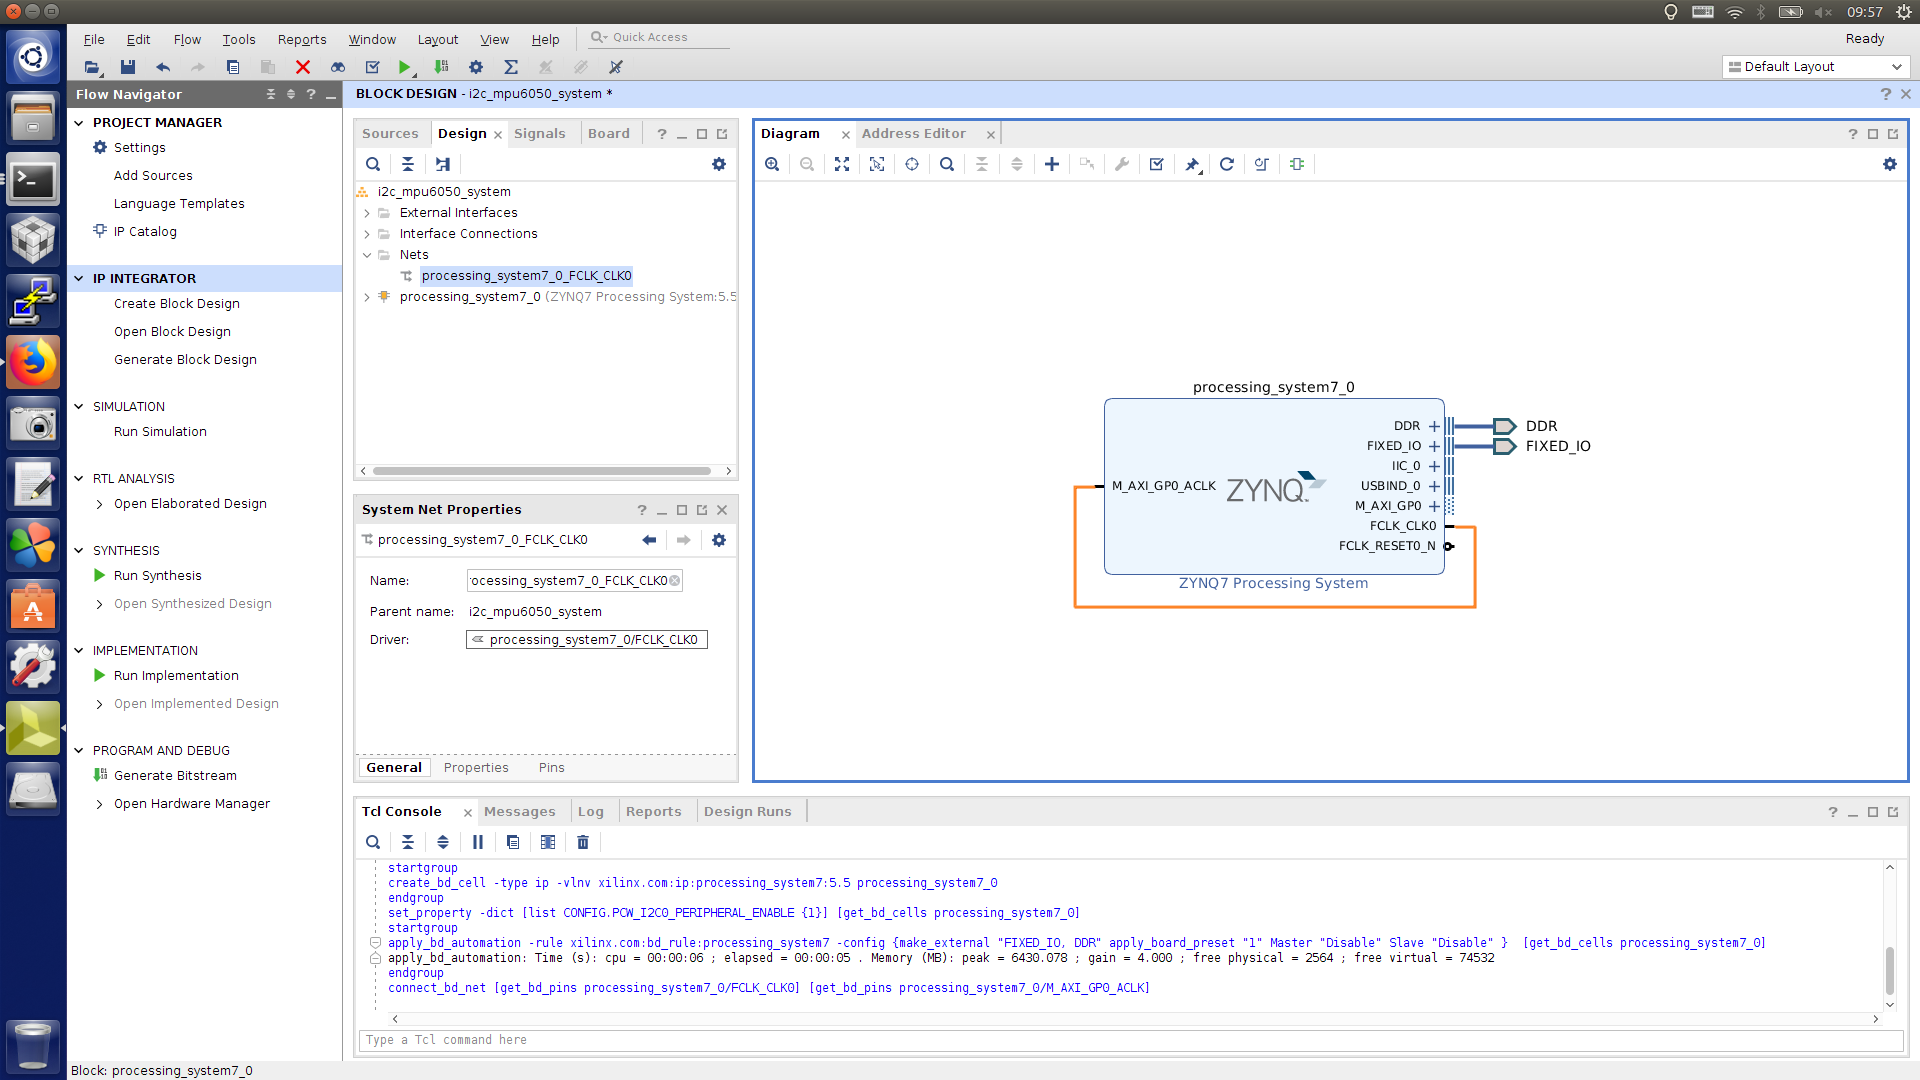 09:57
File Edit Flow Tools Reports Window Layout View Help Quick Access Ready
Default Layout
Flow Navigator
BLOCK DESIGN - i2c_mpu6050_system *
PROJECT MANAGER
Settings
Add Sources
Language Templates
IP Catalog
IP INTEGRATOR
Create Block Design
Open Block Design
Generate Block Design
SIMULATION
Run Simulation
RTL ANALYSIS
Open Elaborated Design
SYNTHESIS
Run Synthesis
Open Synthesized Design
IMPLEMENTATION
Run Implementation
Open Implemented Design
PROGRAM AND DEBUG
Generate Bitstream
Open Hardware Manager
Sources Design Signals Board
i2c_mpu6050_system
External Interfaces
Interface Connections
Nets
processing_system7_0_FCLK_CLK0
processing_system7_0 (ZYNQ7 Processing System:5.5
System Net Properties
processing_system7_0_FCLK_CLK0
Name: ocessing_system7_0_FCLK_CLK0
Parent name: i2c_mpu6050_system
Driver: processing_system7_0/FCLK_CLK0
General Properties Pins
Diagram Address Editor
processing_system7_0
DDR DDR
FIXED_IO FIXED_IO
IIC_0
M_AXI_GP0_ACLK ZYNQ USBIND_0
M_AXI_GP0
FCLK_CLK0
FCLK_RESET0_N
ZYNQ7 Processing System
Tcl Console Messages Log Reports Design Runs
startgroup
create_bd_cell -type ip -vlnv xilinx.com:ip:processing_system7:5.5 processing_system7_0
endgroup
set_property -dict [list CONFIG.PCW_I2C0_PERIPHERAL_ENABLE {1}] [get_bd_cells processing_system7_0]
startgroup
apply_bd_automation -rule xilinx.com:bd_rule:processing_system7 -config {make_external "FIXED_IO, DDR" apply_board_preset "1" Master "Disable" Slave "Disable" }  [get_bd_cells processing_system7_0]
apply_bd_automation: Time (s): cpu = 00:00:06 ; elapsed = 00:00:05 . Memory (MB): peak = 6430.078 ; gain = 4.000 ; free physical = 2564 ; free virtual = 74532
endgroup
connect_bd_net [get_bd_pins processing_system7_0/FCLK_CLK0] [get_bd_pins processing_system7_0/M_AXI_GP0_ACLK]
Type a Tcl command here
Block: processing_system7_0